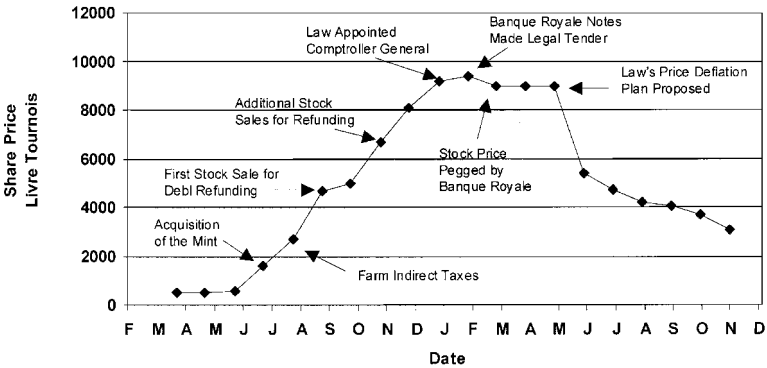 12000
10000
8000
6000
4000
2000
0
Share Price
Livre Tournois
Law Appointed
Comptroller General
Banque Royale Notes
Made Legal Tender
Law's Price Deflation
Plan Proposed
Additional Stock
Sales for Refunding
Stock Price
Pegged by
Banque Royale
First Stock Sale for
Debt Refunding
Acquisition
of the Mint
Farm Indirect Taxes
F M A M J J A S O N D J F M A M J J A S O N D
Date